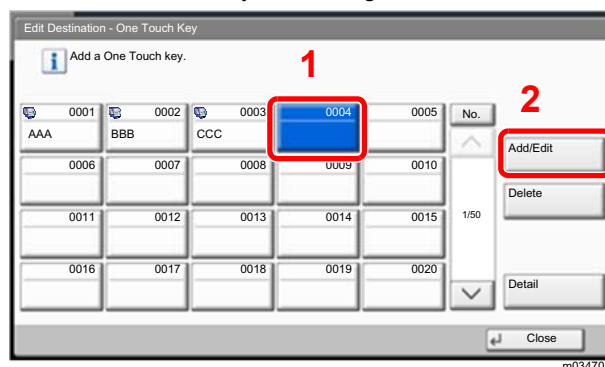 Edit Destination - One Touch Key
Add a One Touch key.
1
2
0001 0002 0003 0004 0005 No.
AAA BBB CCC
Add/Edit
0006 0007 0008 0009 0010
Delete
0011 0012 0013 0014 0015 1/50
0016 0017 0018 0019 0020
Detail
Close
m03470